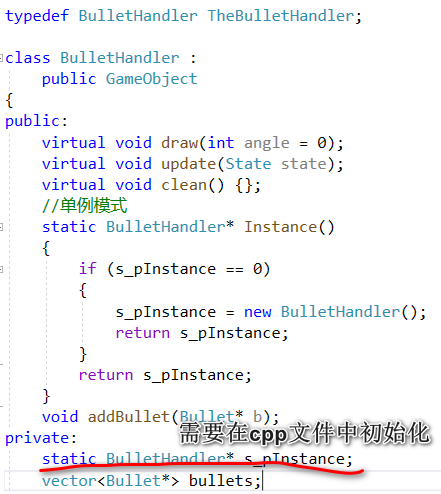 typedef BulletHandler TheBulletHandler;
class BulletHandler :
public GameObject
{
public:
virtual void draw(int angle = 0);
virtual void update(State state);
virtual void clean() {};
//单例模式
static BulletHandler* Instance()
{
if (s_pInstance == 0)
{
s_pInstance = new BulletHandler();
return s_pInstance;
}
return s_pInstance;
}
void addBullet(Bullet* b);
需要在cpp文件中初始化
private:
static BulletHandler* s_pInstance;
vector<Bullet*> bullets;